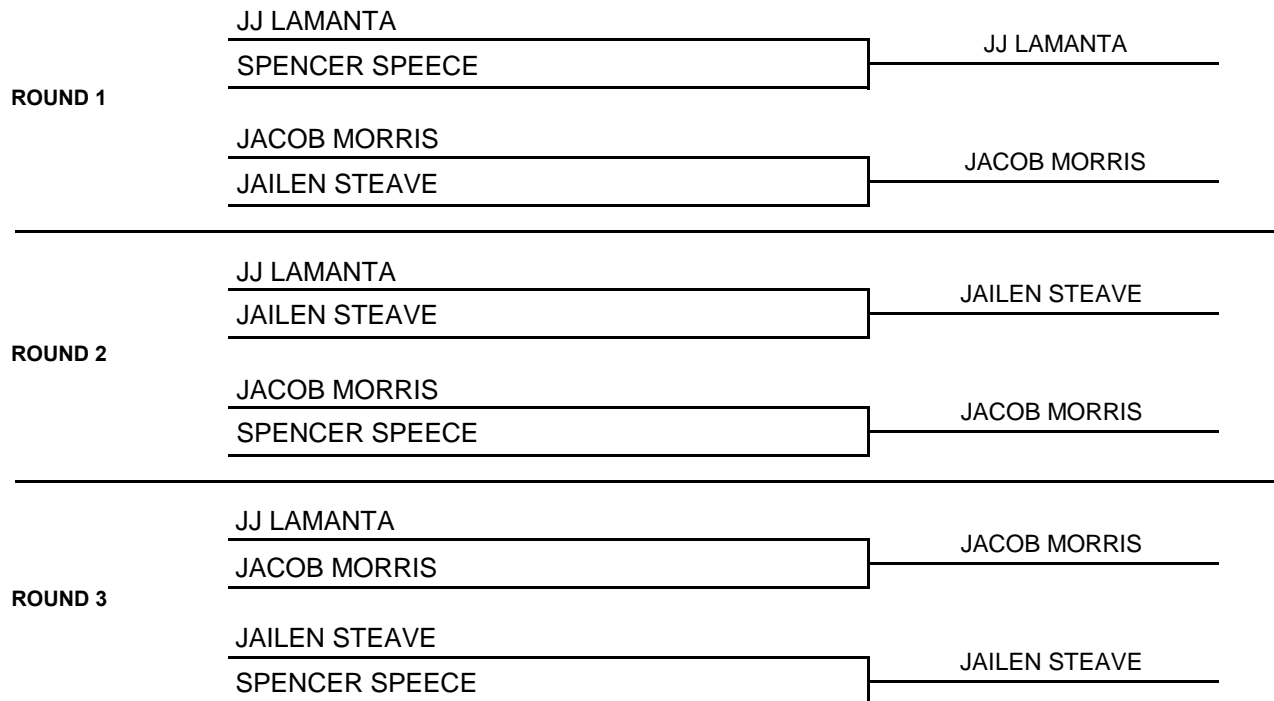 JJ LAMANTA
JJ LAMANTA
SPENCER SPEECE
ROUND 1
JACOB MORRIS
JACOB MORRIS
JAILEN STEAVE
JJ LAMANTA
JAILEN STEAVE
JAILEN STEAVE
ROUND 2
JACOB MORRIS
JACOB MORRIS
SPENCER SPEECE
JJ LAMANTA
JACOB MORRIS
JACOB MORRIS
ROUND 3
JAILEN STEAVE
JAILEN STEAVE
SPENCER SPEECE